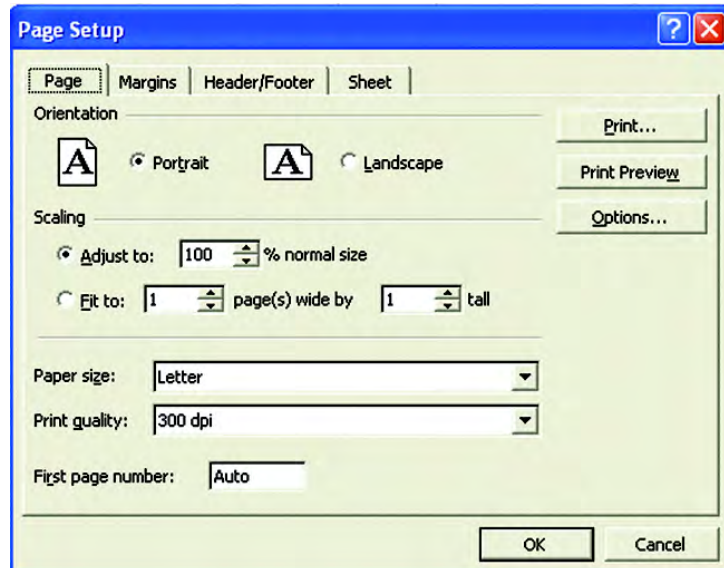 Page Setup
Page Margins Header/Footer Sheet
Orientation
A Portrait A Landscape
Print...
Print Preview
Options...
Scaling
Adjust to: 100 % normal size
Fit to: 1 page(s) wide by 1 tall
Paper size: Letter
Print quality: 300 dpi
First page number: Auto
OK Cancel